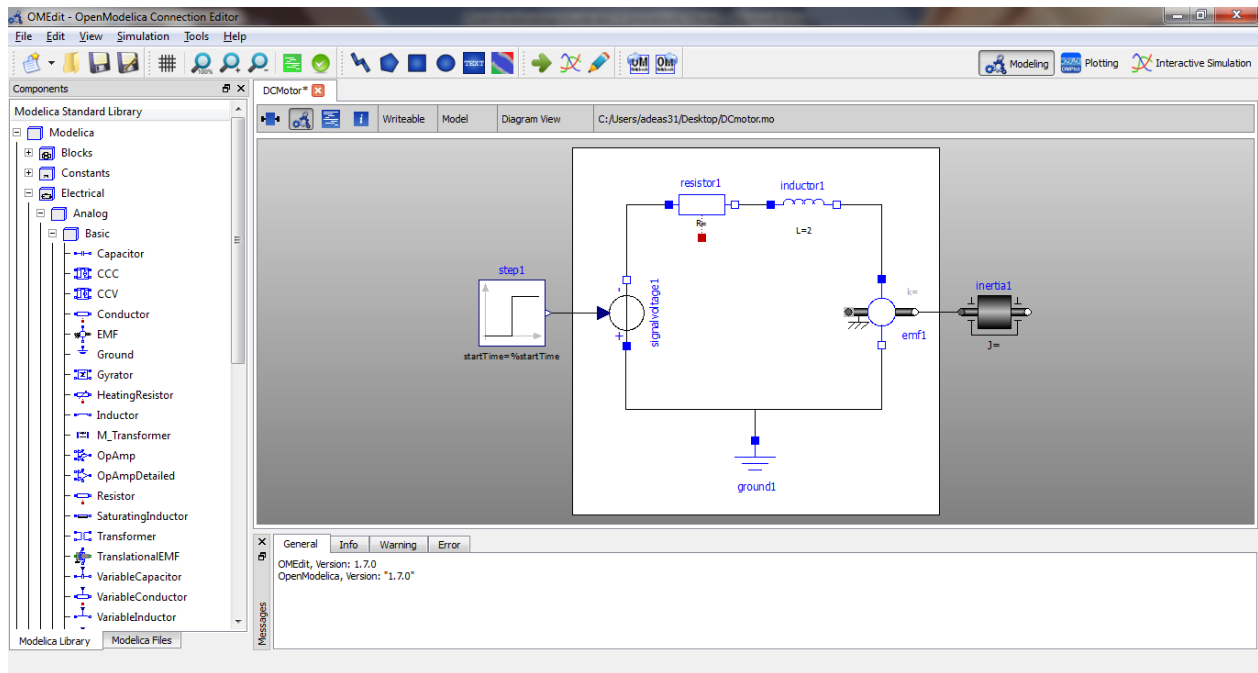 OMEdit - OpenModelica Connection Editor
File Edit View Simulation Tools Help
100% TEXT OM OM Modeling Plotting Interactive Simulation
Components DCMotor*
Modelica Standard Library
Writeable Model Diagram View C:/Users/adeas31/Desktop/DCmotor.mo
Modelica
Blocks
Constants
Electrical
Analog
Basic
Capacitor
CCC
CCV
Conductor
EMF
Ground
Gyrator
HeatingResistor
Inductor
M_Transformer
OpAmp
OpAmpDetailed
Resistor
SaturatingInductor
Transformer
TranslationalEMF
VariableCapacitor
VariableConductor
VariableInductor
Modelica Library Modelica Files
resistor1
R=
inductor1
L=2
step1
startTime=%startTime
signalvoltage1
-
+
k=
emf1
inertia1
J=
ground1
General Info Warning Error
OMEdit, Version: 1.7.0
OpenModelica, Version: "1.7.0"
Messages